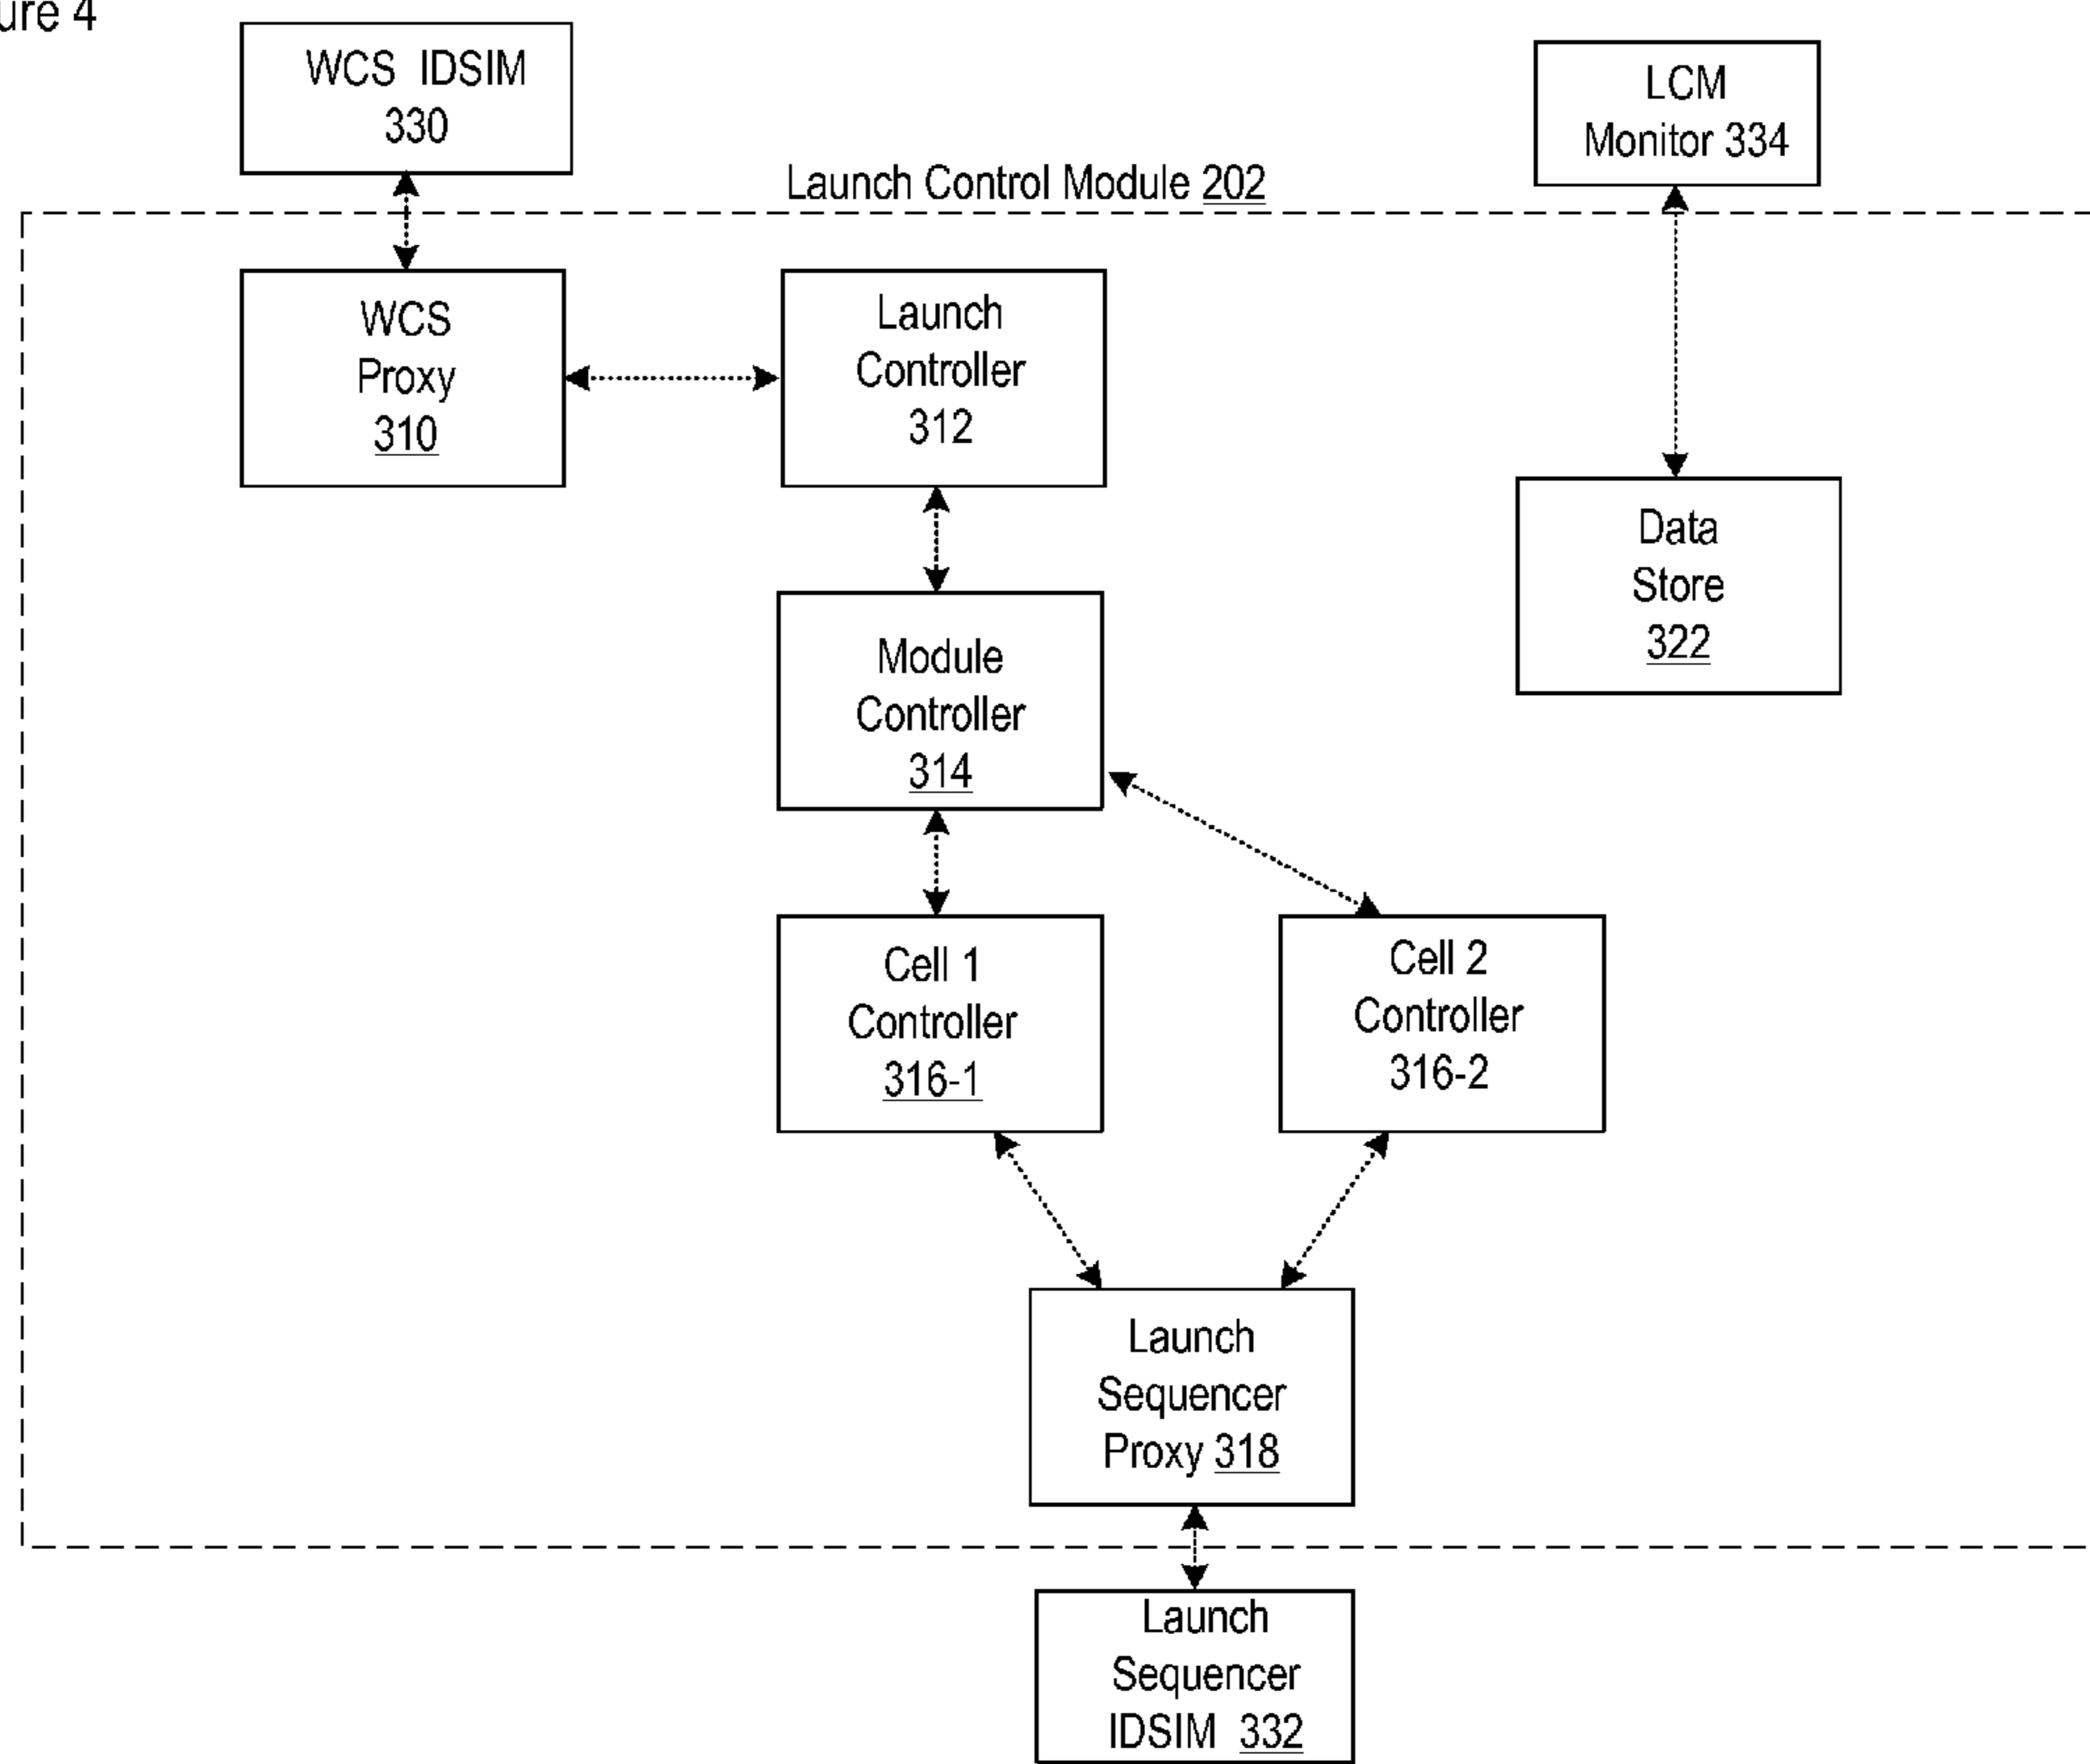 ure 4
WCS IDSIM
330
LCM
Monitor 334
Launch Control Module 202
WCS
Proxy
310
Launch
Controller
312
Data
Store
322
Module
Controller
314
Cell 1
Controller
316-1
Cell 2
Controller
316-2
Launch
Sequencer
Proxy 318
Launch
Sequencer
IDSIM 332